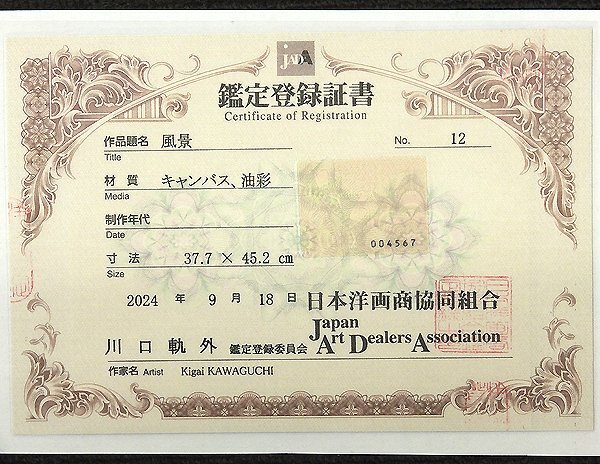 JADA
鑑定登録証書
Certificate of Registration
作品題名 風景
Title
No. 12
材質 キャンバス、油彩
Media
制作年代
Date
004567
寸法 37.7 × 45.2 cm
Size
2024 年 9 月 18 日 日本洋画商協同組合
Japan
川口軌外 鑑定登録委員会 Art Dealers Association
作家名 Artist Kigai KAWAGUCHI